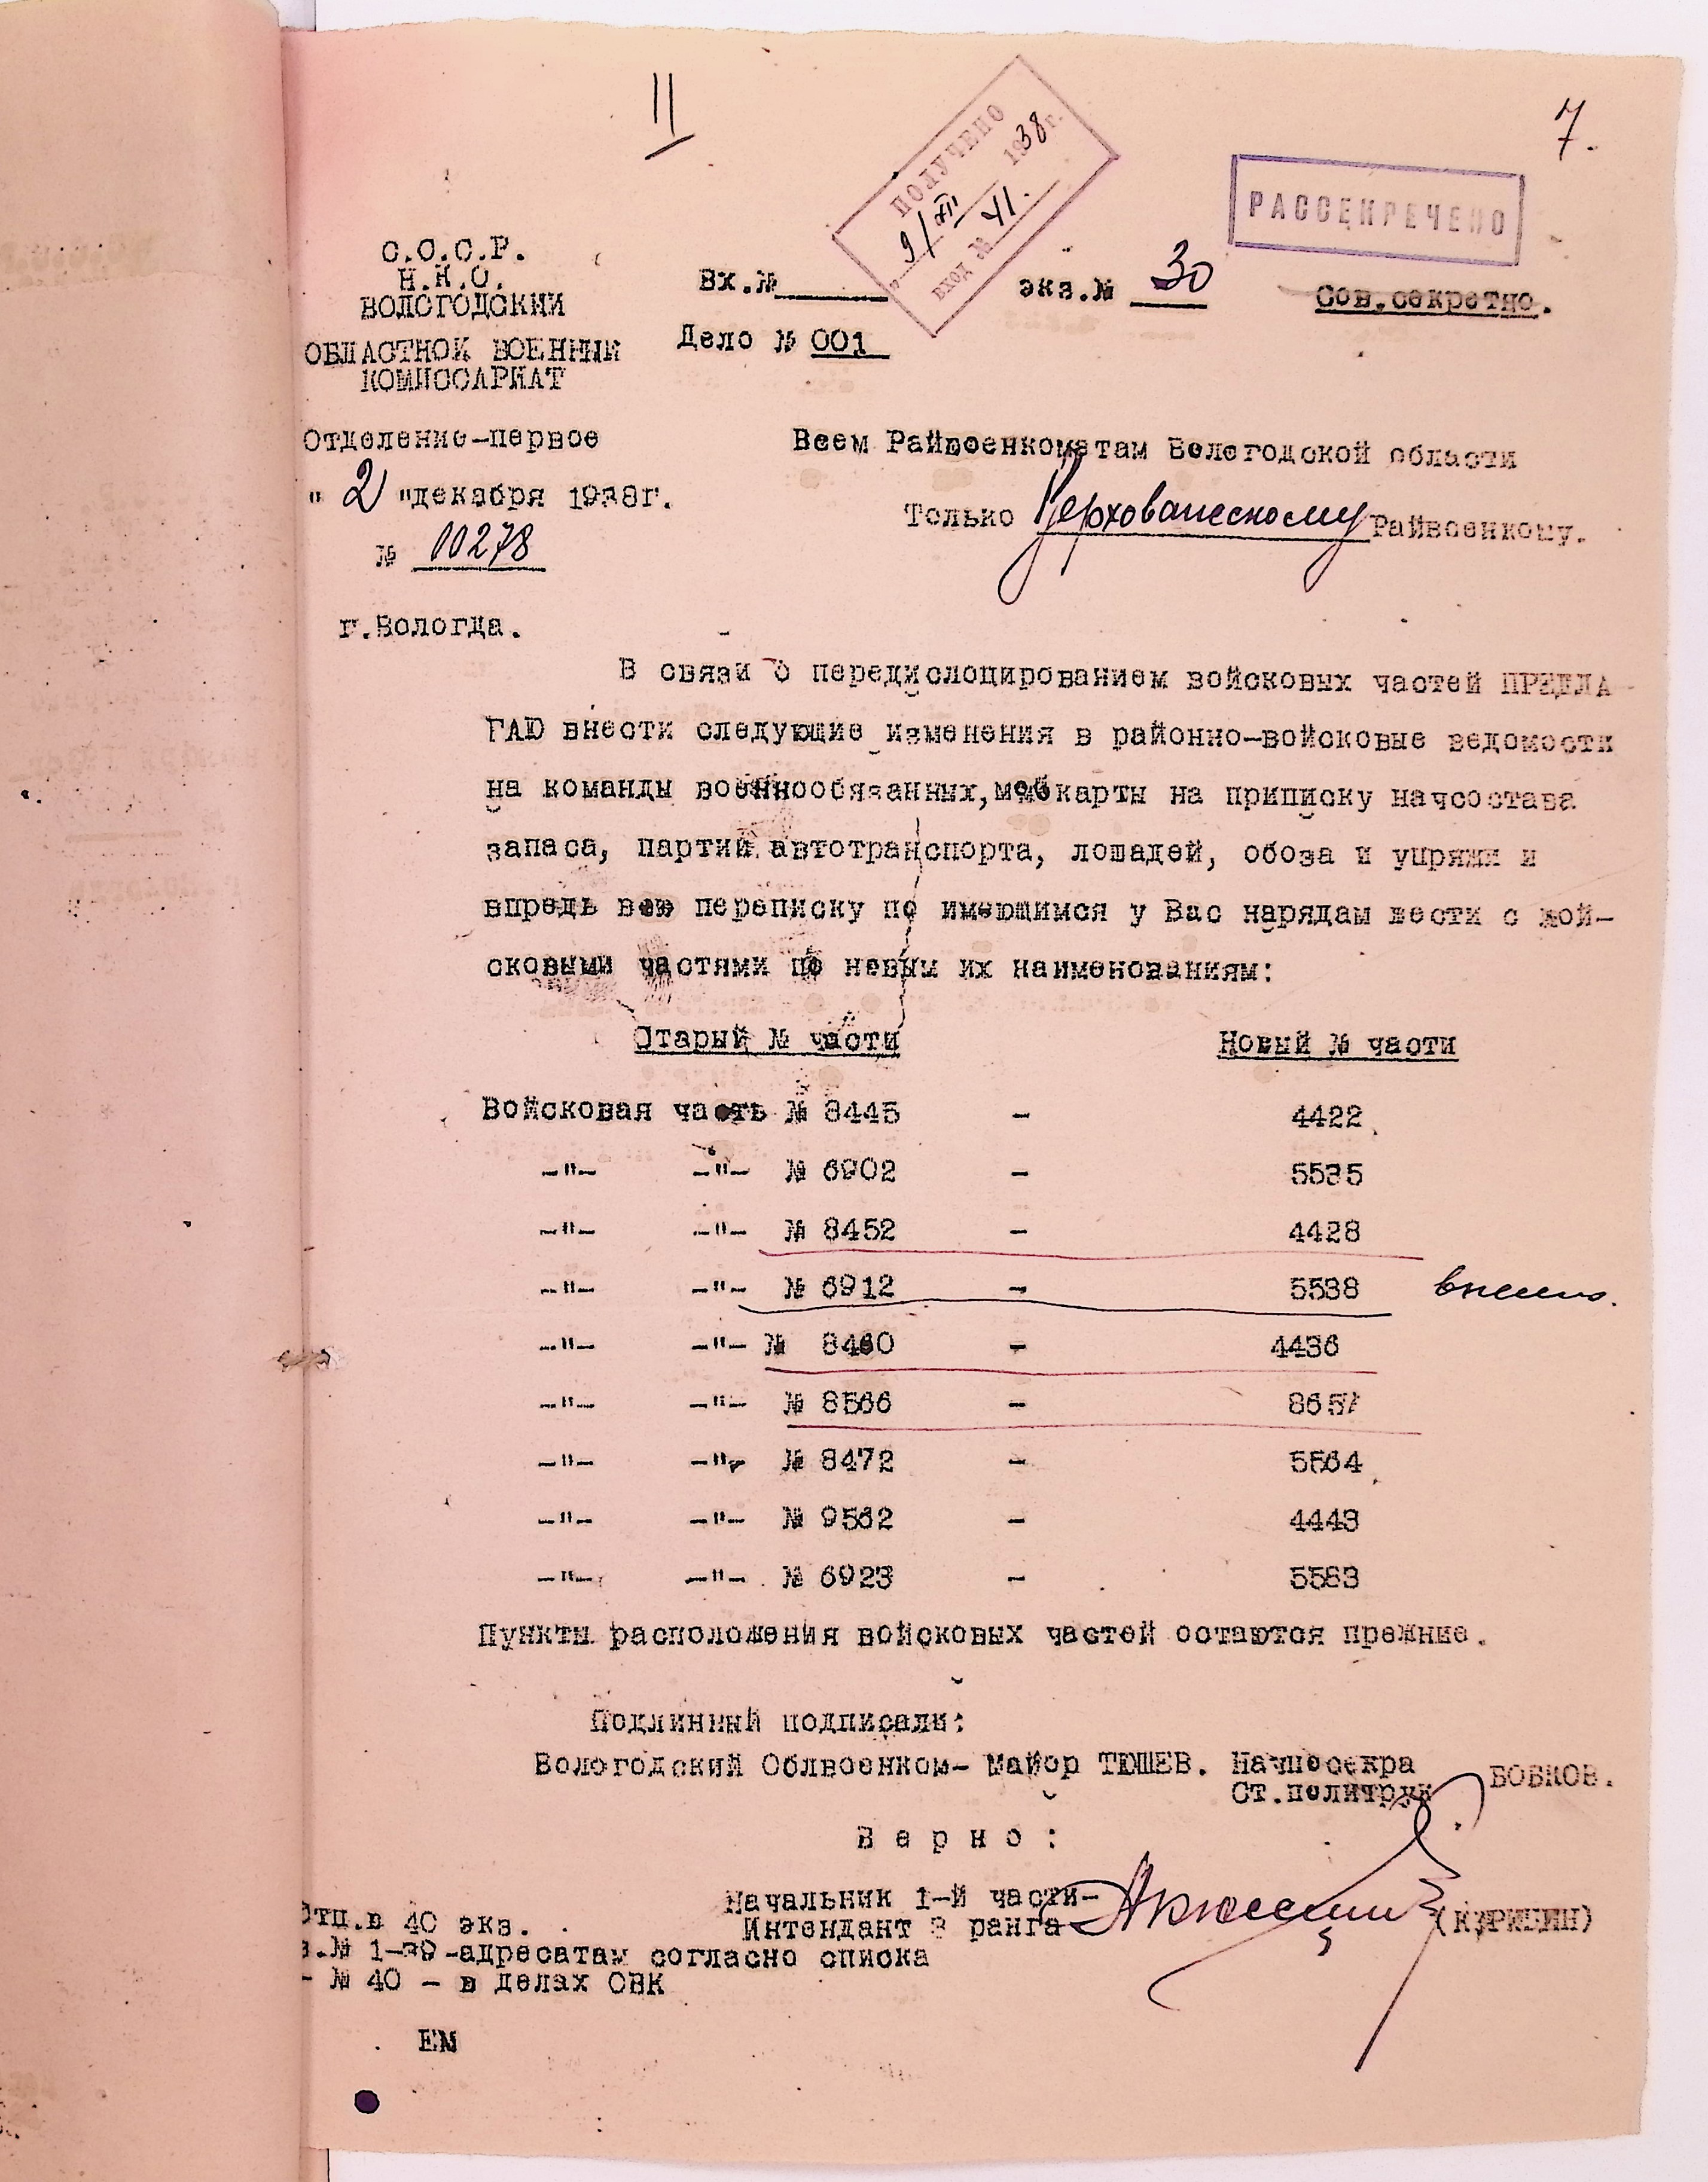 11
7.
ПОЛУЧЕНО
9/XII 1938г.
ВХОД № 41.
РАССЕКРЕЧЕНО
С.С.С.Р.
Н.К.О.
ВОЛОГОДСКИЙ
ОБЛАСТНОЙ ВОЕННЫЙ
КОМИССАРИАТ
Вх.№
экз.№ 30
Сов.секретно.
Дело № 001
Отделение-первое
"2"декабря 1938г.
№ 00278
г.Вологда.
Всем Райвоенкоматам Вологодской области
Только Верховажскому Райвоенкому.
В связи с передислоцированием войсковых частей ПРЕДЛА-
ГАЮ внести следующие изменения в районно-войсковые ведомости
на команды военнообязанных,мобкарты на приписку начсостава
запаса, партий автотранспорта, лошадей, обоза и упряжи и
впредь всю переписку по имеющимся у Вас нарядам вести с вой-
сковыми частями по новым их наименованиям:
Старый № части Новый № части
Войсковая часть № 8445 - 4422
-"- -"- № 6902 - 5535
-"- -"- № 8452 - 4428
-"- -"- № 6912 - 5538
-"- -"- № 8460 - 4436
-"- -"- № 8566 - 8657
-"- -"- № 8472 - 5564
-"- -"- № 9562 - 4443
-"- -"- № 6923 - 5583
Пункты расположения войсковых частей остаются прежние.
Подлинный подписали:
Вологодский Облвоенком- Майор ТЮШЕВ. Начпосекра
Ст.политрук БОБКОВ.
Верно:
Начальник 1-й части-
Интендант 3 ранга (КУРИЦИН)
Отп.в 40 экз.
з.№ 1-39 -адресатам согласно списка
- № 40 - в делах ОВК
ЕМ